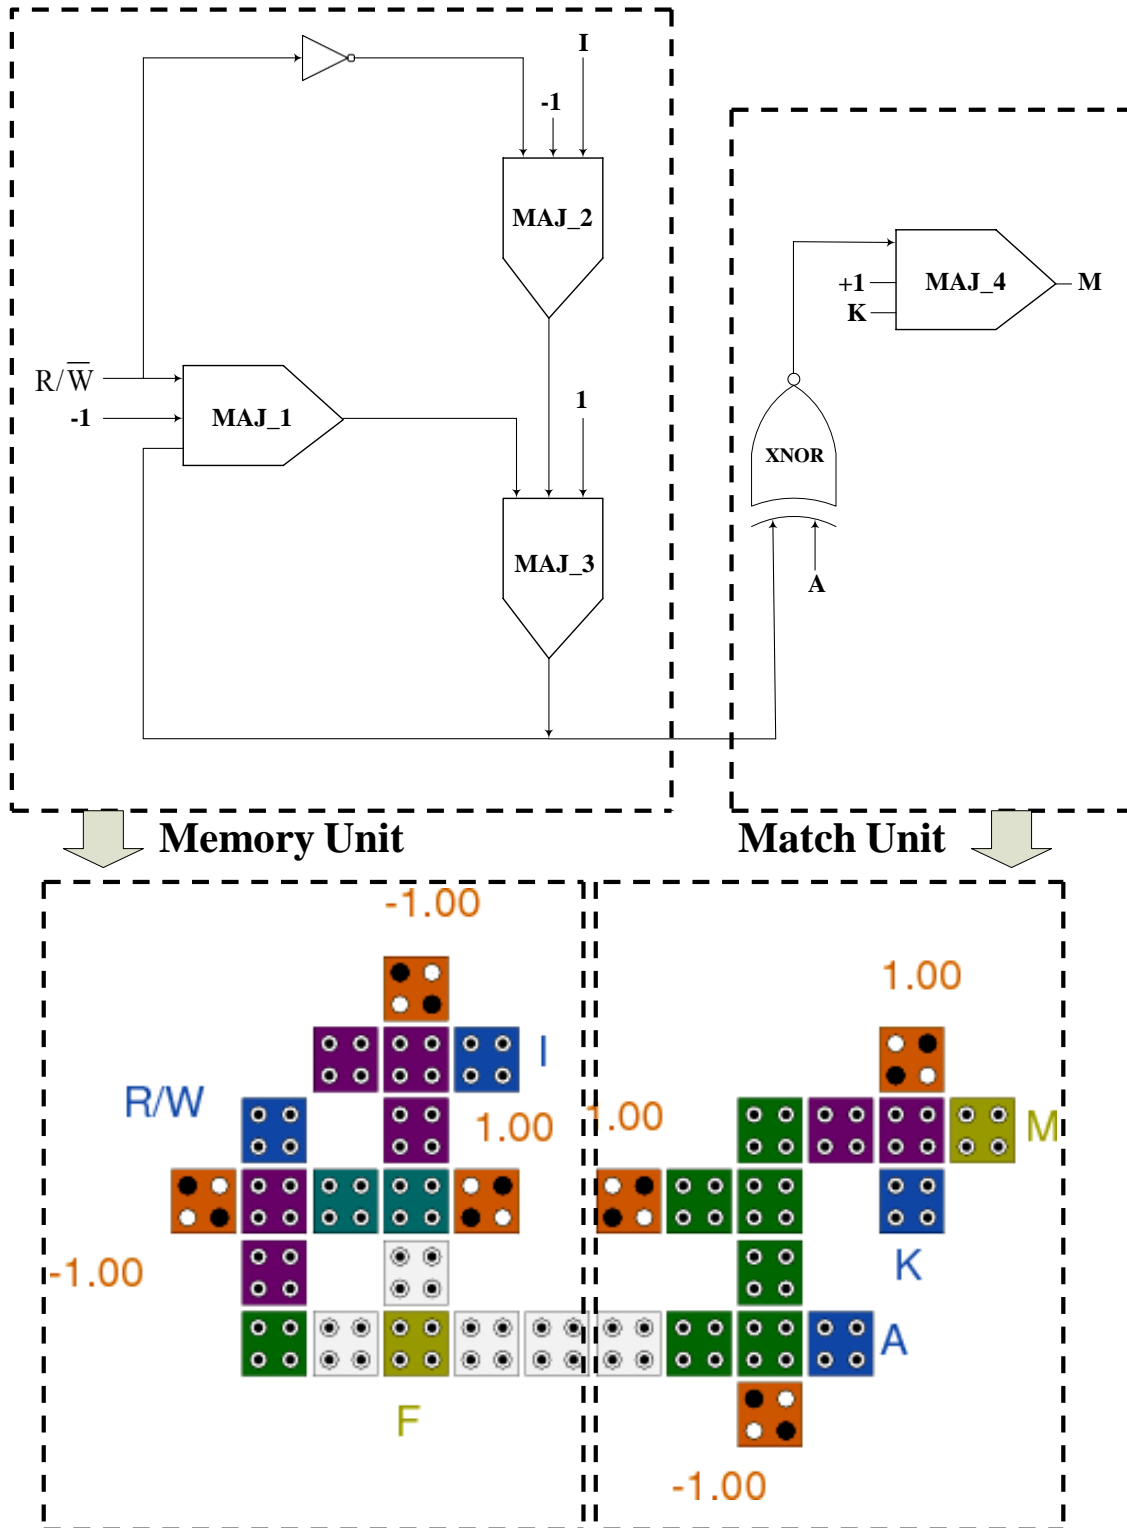 I
-1
MAJ_2
MAJ_4
+1
K
M
R/W̅
-1
MAJ_1
1
XNOR
MAJ_3
A
Memory Unit
Match Unit
-1.00
1.00
I
R/W
1.00
1.00
M
-1.00
K
A
F
-1.00